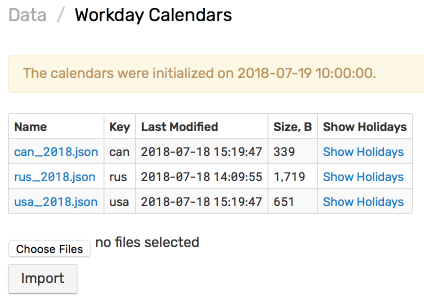 Data / Workday Calendars
The calendars were initialized on 2018-07-19 10:00:00.
Name Key Last Modified Size, B Show Holidays
can_2018.json can 2018-07-18 15:19:47 339 Show Holidays
rus_2018.json rus 2018-07-18 14:09:55 1,719 Show Holidays
usa_2018.json usa 2018-07-18 15:19:47 651 Show Holidays
Choose Files no files selected
Import